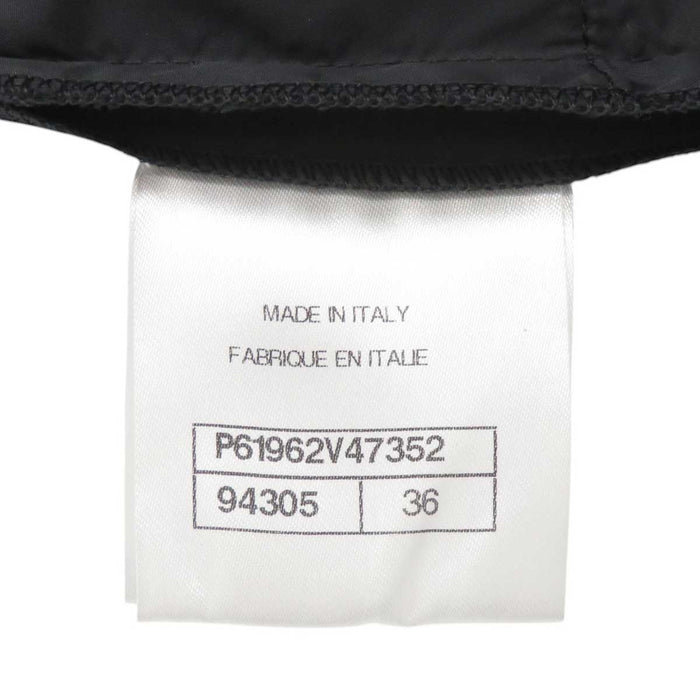 MADE IN ITALY
FABRIQUE EN ITALIE
P61962V47352
94305 36